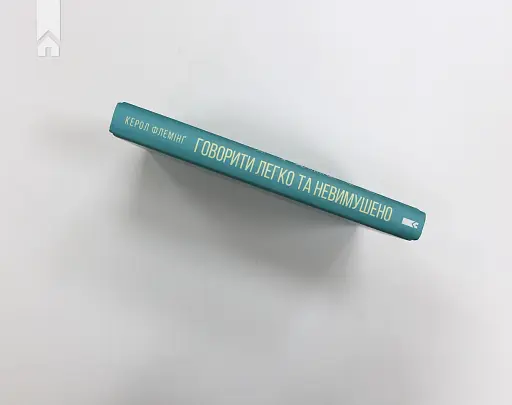 КЕРОЛ ФЛЕМІНГ
ГОВОРИТИ ЛЕГКО ТА НЕВИМУШЕНО